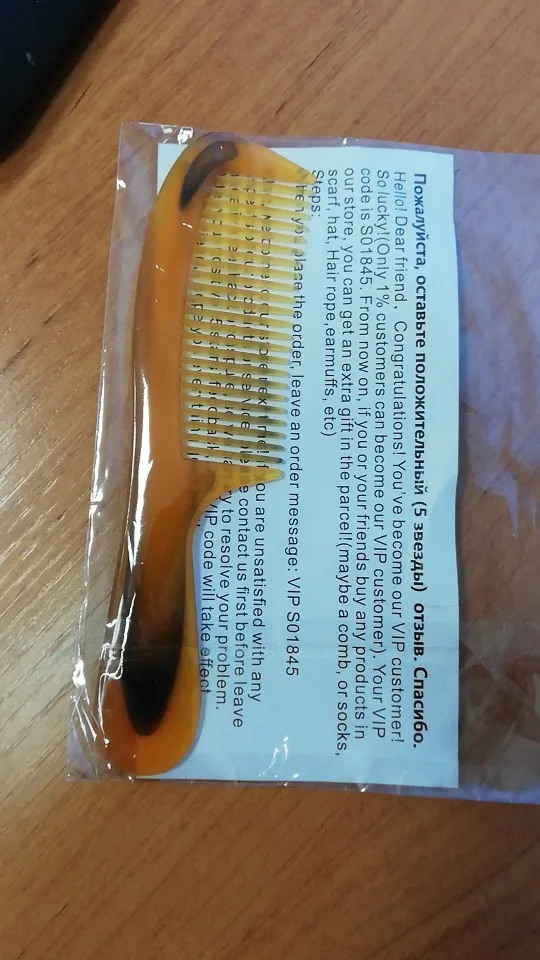 Пожалуйста, оставьте положительный (5 звезды) отзыв. Спасибо.
Hello! Dear friend, Congratulations! You've become our VIP customer!
So lucky!(Only 1% customers can become our VIP customer). Your VIP
code is S01845. From now on, if you or your friends buy any products in
our store, you can get an extra gift in the parcel!(maybe a comb, or socks,
scarf, hat, Hair rope,earmuffs, etc)
Steps:
you place the order, leave an order message: VIP S01845
you are unsatisfied with any
contact us first before leave
to resolve your problem.
VIP code will take effect